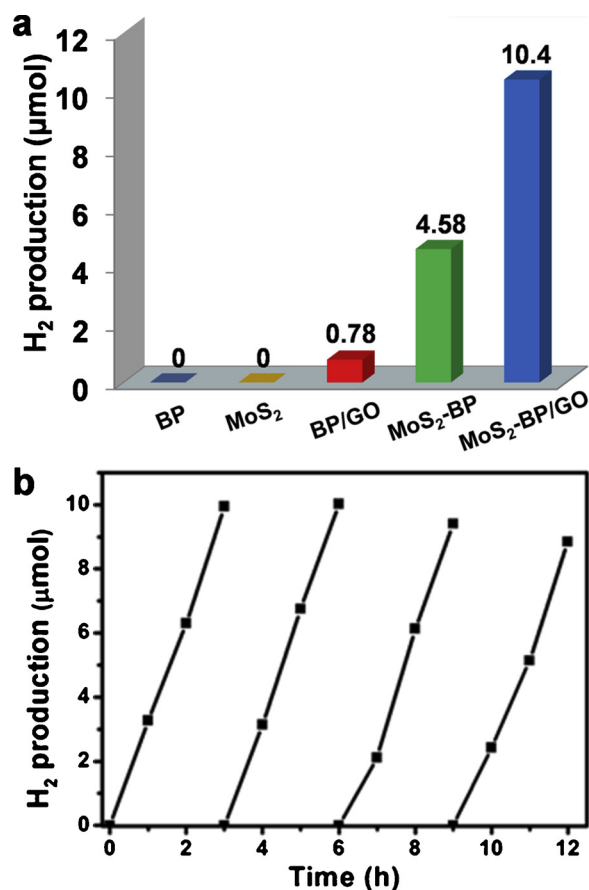 a
H₂ production (μmol)
12
10
8
6
4
2
0
0
0
0.78
4.58
10.4
BP
MoS₂
BP/GO
MoS₂-BP
MoS₂-BP/GO
b
H₂ production (μmol)
10
8
6
4
2
0
0
2
4
6
8
10
12
Time (h)